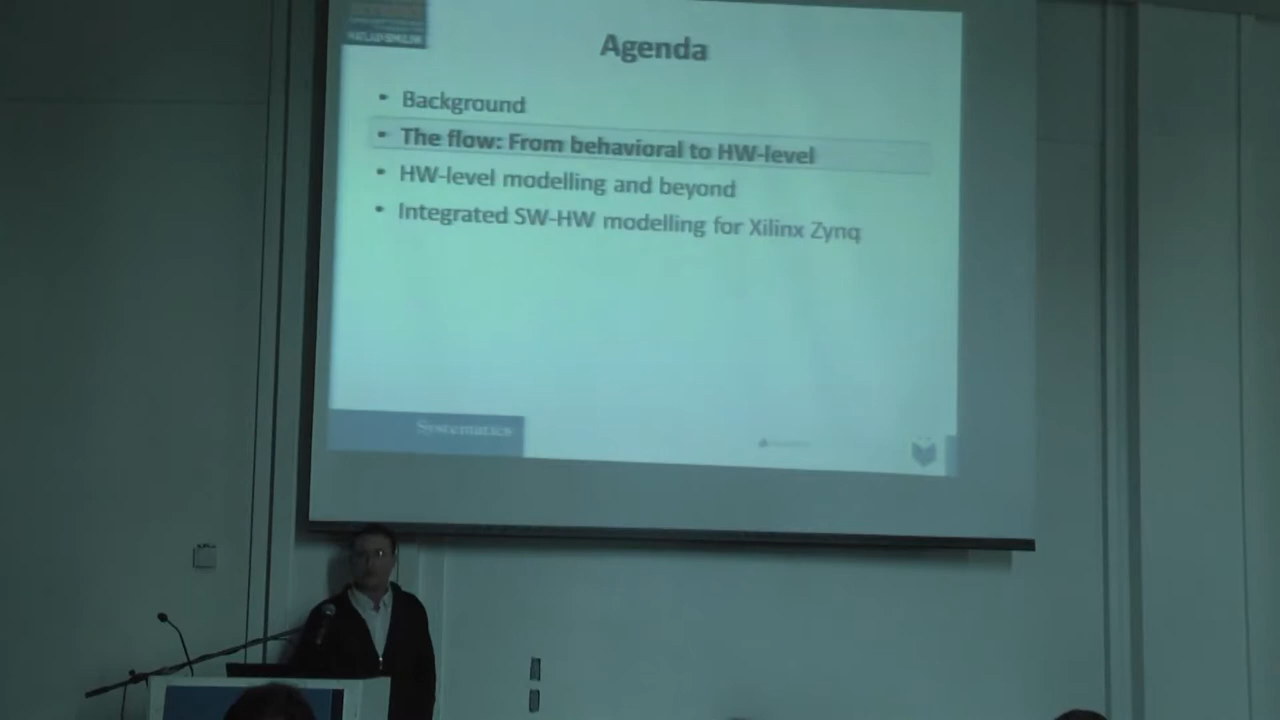 Agenda
• Background
• The flow: From behavioral to HW-level
• HW-level modelling and beyond
• Integrated SW-HW modelling for Xilinx Zynq
Systematics